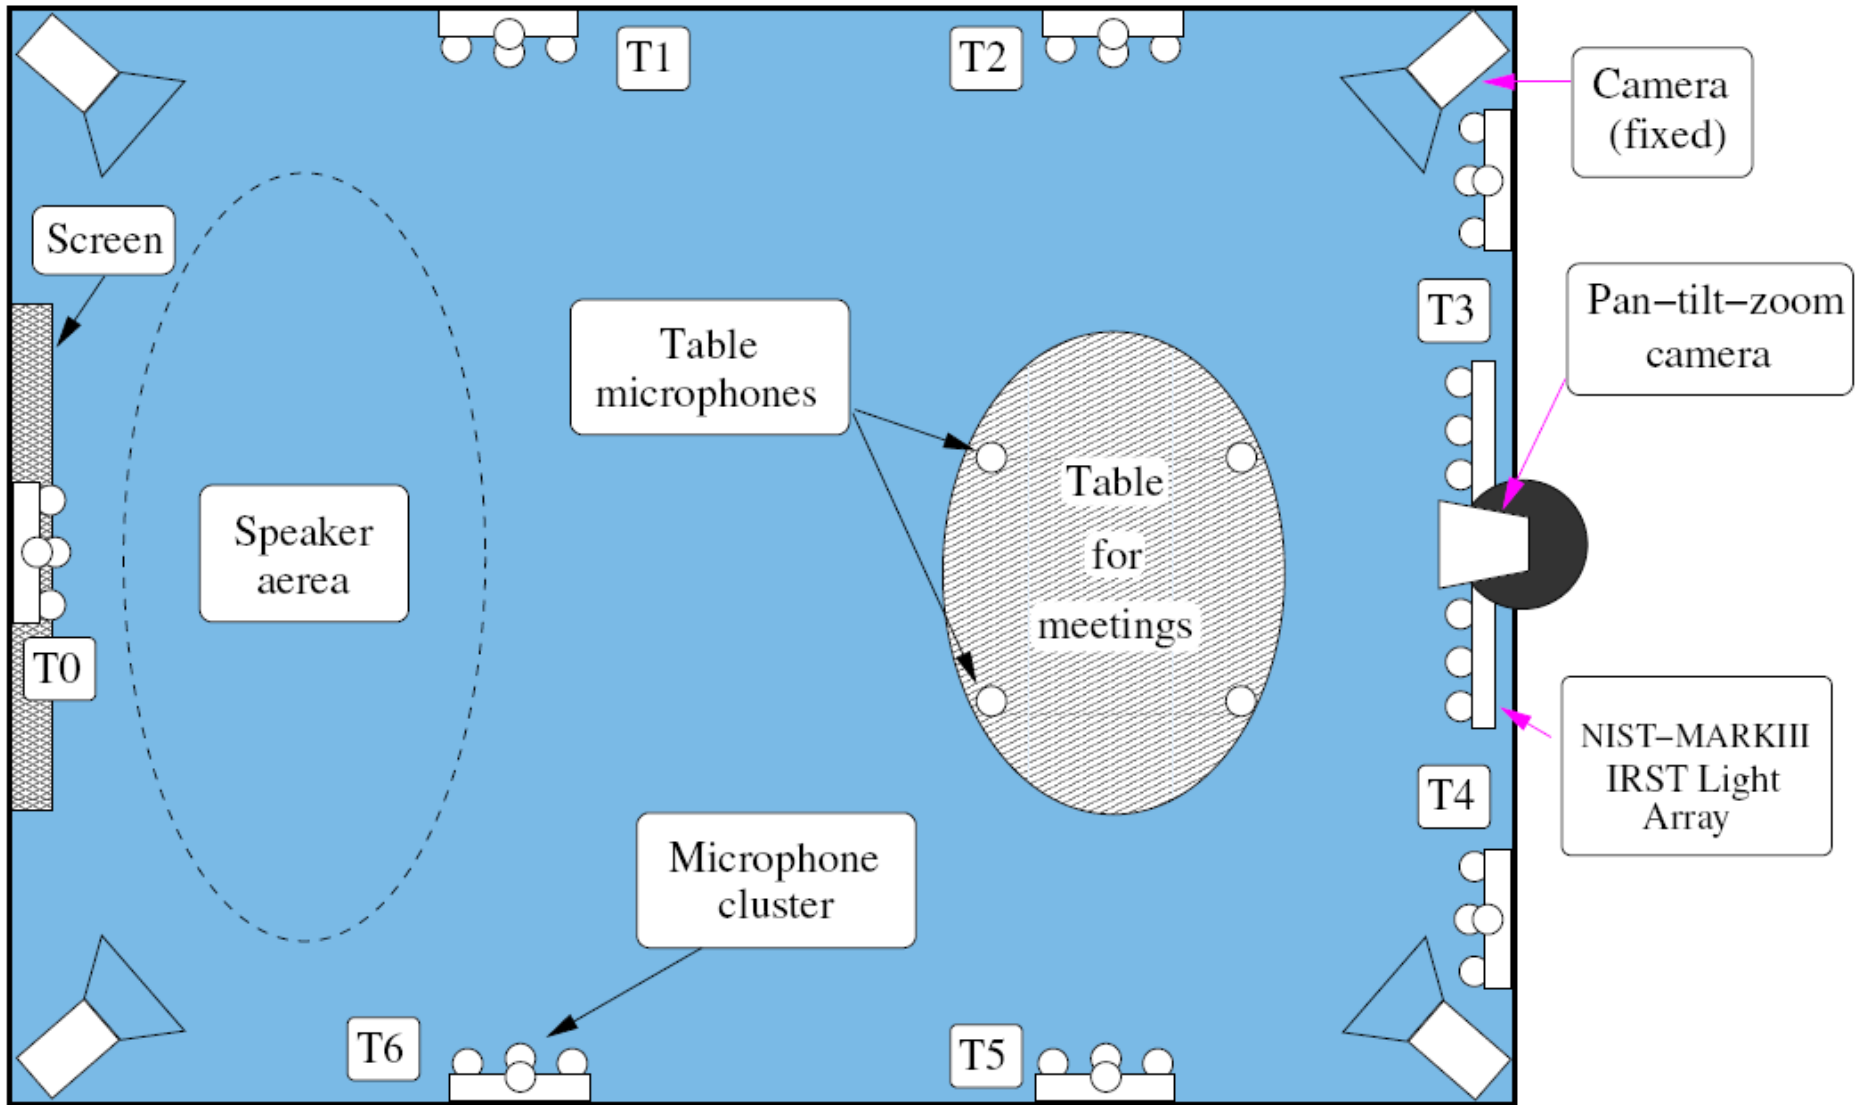 T1
T2
Camera
(fixed)
Screen
Pan−tilt−zoom
camera
T3
Table
microphones
Table
for
meetings
Speaker
aerea
T0
NIST−MARKIII
IRST Light
Array
T4
Microphone
cluster
T6
T5